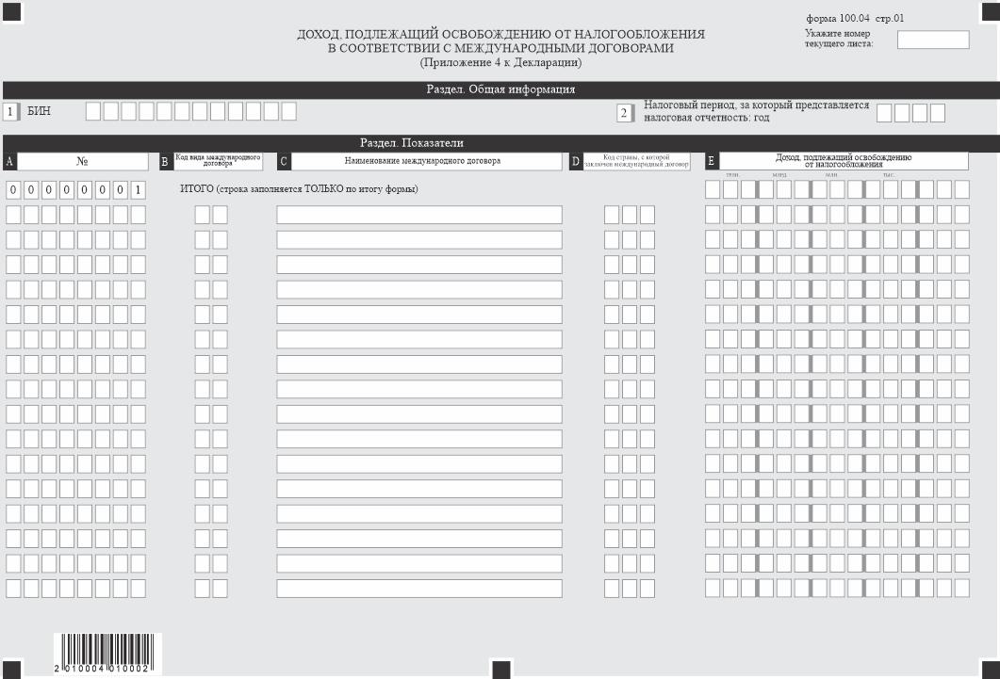 форма 100.04 стр.01
ДОХОД, ПОДЛЕЖАЩИЙ ОСВОБОЖДЕНИЮ ОТ НАЛОГООБЛОЖЕНИЯ
В СООТВЕТСТВИИ С МЕЖДУНАРОДНЫМИ ДОГОВОРАМИ
(Приложение 4 к Декларации)
Укажите номер
текущего листа:
Раздел. Общая информация
1 БИН
2 Налоговый период, за который представляется
налоговая отчетность: год
Раздел. Показатели
A №
B Код вида международного
договора
C Наименование международного договора
D Код страны, с которой
заключен международный договор
E Доход, подлежащий освобождению
от налогообложения
трлн. млрд. млн. тыс.
0 0 0 0 0 0 0 1 ИТОГО (строка заполняется ТОЛЬКО по итогу формы)
2 010004 010002